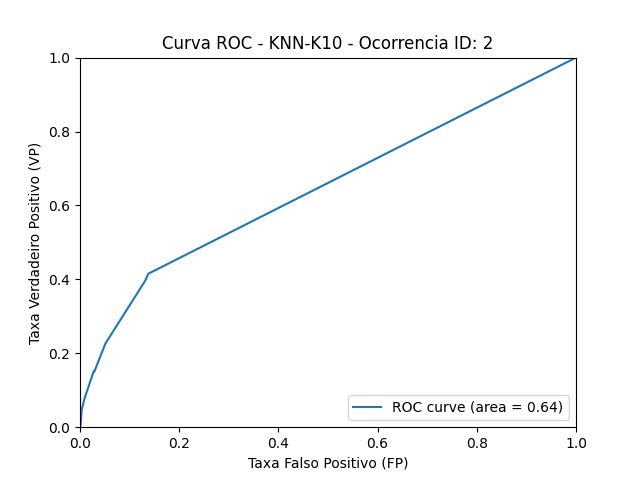 Curva ROC - KNN-K10 - Ocorrencia ID: 2
Taxa Verdadeiro Positivo (VP)
1.0
0.8
0.6
0.4
0.2
0.0
ROC curve (area = 0.64)
0.0 0.2 0.4 0.6 0.8 1.0
Taxa Falso Positivo (FP)